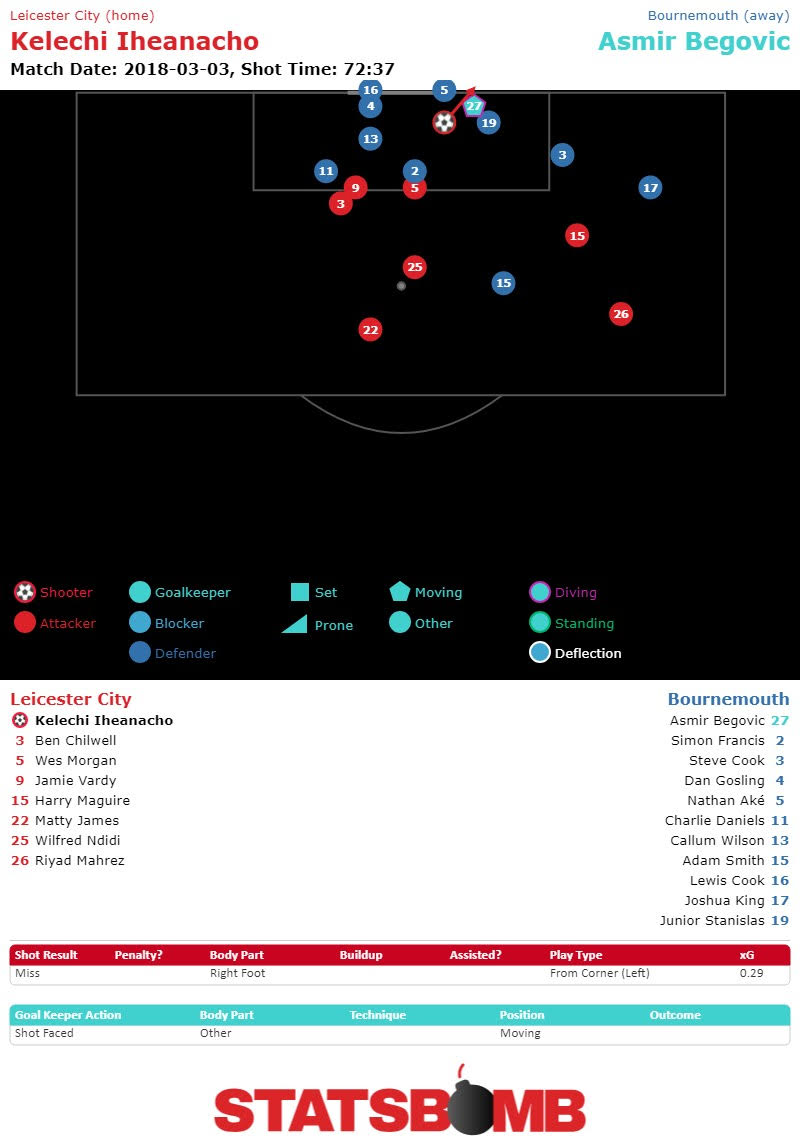 Leicester City (home) Bournemouth (away)
Kelechi Iheanacho Asmir Begovic
Match Date: 2018-03-03, Shot Time: 72:37
16 5
4 27
19
13
3
11 2
9 5 17
3
15
25
15
26
22
Shooter Goalkeeper Set Moving Diving
Attacker Blocker Prone Other Standing
Defender Deflection
Leicester City Bournemouth
Kelechi Iheanacho Asmir Begovic 27
3 Ben Chilwell Simon Francis 2
5 Wes Morgan Steve Cook 3
9 Jamie Vardy Dan Gosling 4
15 Harry Maguire Nathan Aké 5
22 Matty James Charlie Daniels 11
25 Wilfred Ndidi Callum Wilson 13
26 Riyad Mahrez Adam Smith 15
Lewis Cook 16
Joshua King 17
Junior Stanislas 19
Shot Result Penalty? Body Part Buildup Assisted? Play Type xG
Miss Right Foot From Corner (Left) 0.29
Goal Keeper Action Body Part Technique Position Outcome
Shot Faced Other Moving
STATSBOMB